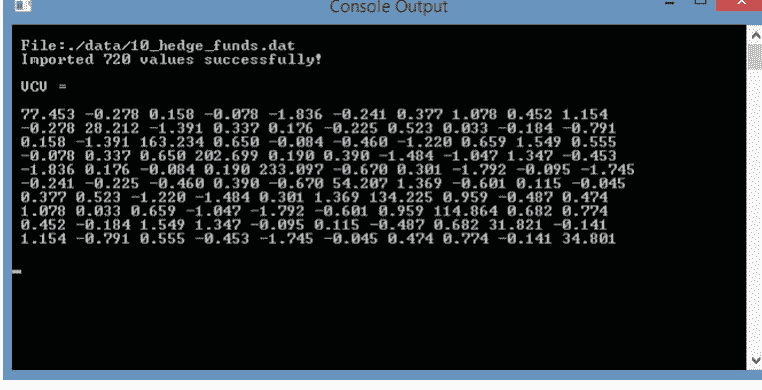 Console Output
File:./data/10_hedge_funds.dat
Imported 720 values successfully!
VCV =
77.453 -0.278 0.158 -0.078 -1.836 -0.241 0.377 1.078 0.452 1.154
-0.278 28.212 -1.391 0.337 0.176 -0.225 0.523 0.033 -0.184 -0.791
0.158 -1.391 163.234 0.650 -0.084 -0.460 -1.220 0.659 1.549 0.555
-0.078 0.337 0.650 202.699 0.190 0.390 -1.484 -1.047 1.347 -0.453
-1.836 0.176 -0.084 0.190 233.097 -0.670 0.301 -1.792 -0.095 -1.745
-0.241 -0.225 -0.460 0.390 -0.670 54.207 1.369 -0.601 0.115 -0.045
0.377 0.523 -1.220 -1.484 0.301 1.369 134.225 0.959 -0.487 0.474
1.078 0.033 0.659 -1.047 -1.792 -0.601 0.959 114.864 0.682 0.774
0.452 -0.184 1.549 1.347 -0.095 0.115 -0.487 0.682 31.821 -0.141
1.154 -0.791 0.555 -0.453 -1.745 -0.045 0.474 0.774 -0.141 34.801